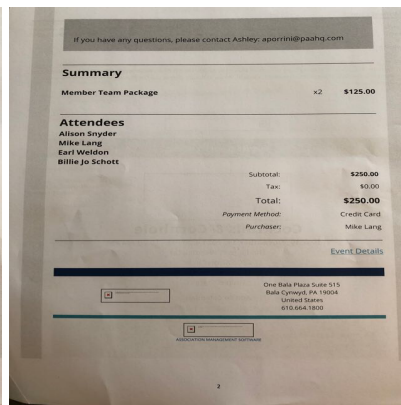 If you have any questions, please contact Ashley: aporrini@paahq.com
Summary
Member Team Package x2 $125.00
Attendees
Alison Snyder
Mike Lang
Earl Weldon
Billie Jo Schott
Subtotal: $250.00
Tax: $0.00
Total: $250.00
Payment Method: Credit Card
Purchaser: Mike Lang
Event Details
One Bala Plaza Suite 515
Bala Cynwyd, PA 19004
United States
610.664.1800
ASSOCIATION MANAGEMENT SOFTWARE
2